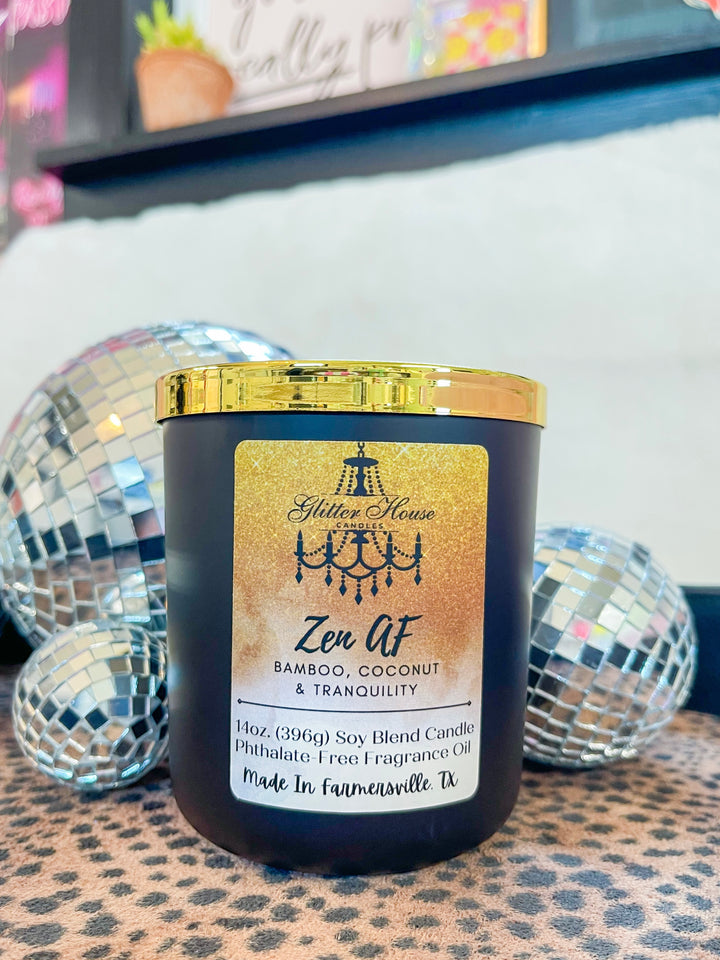 Glitter House
CANDLES
Zen AF
BAMBOO, COCONUT
& TRANQUILITY
14oz. (396g) Soy Blend Candle
Phthalate-Free Fragrance Oil
Made In Farmersville, TX